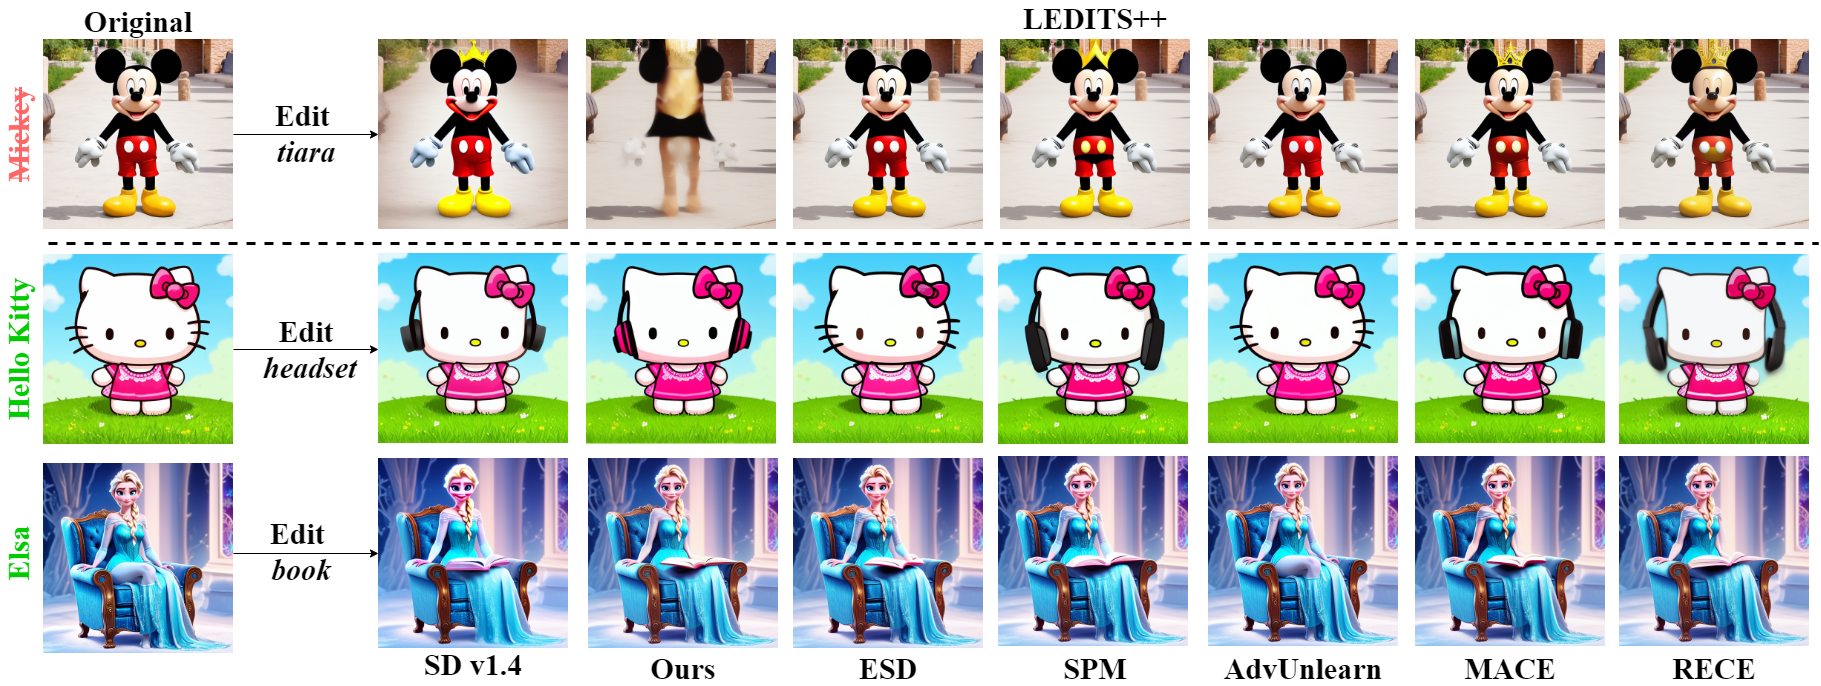 Original
LEDITS++
Mickey
Edit
tiara
Hello Kitty
Edit
headset
Elsa
Edit
book
SD v1.4
Ours
ESD
SPM
AdvUnlearn
MACE
RECE